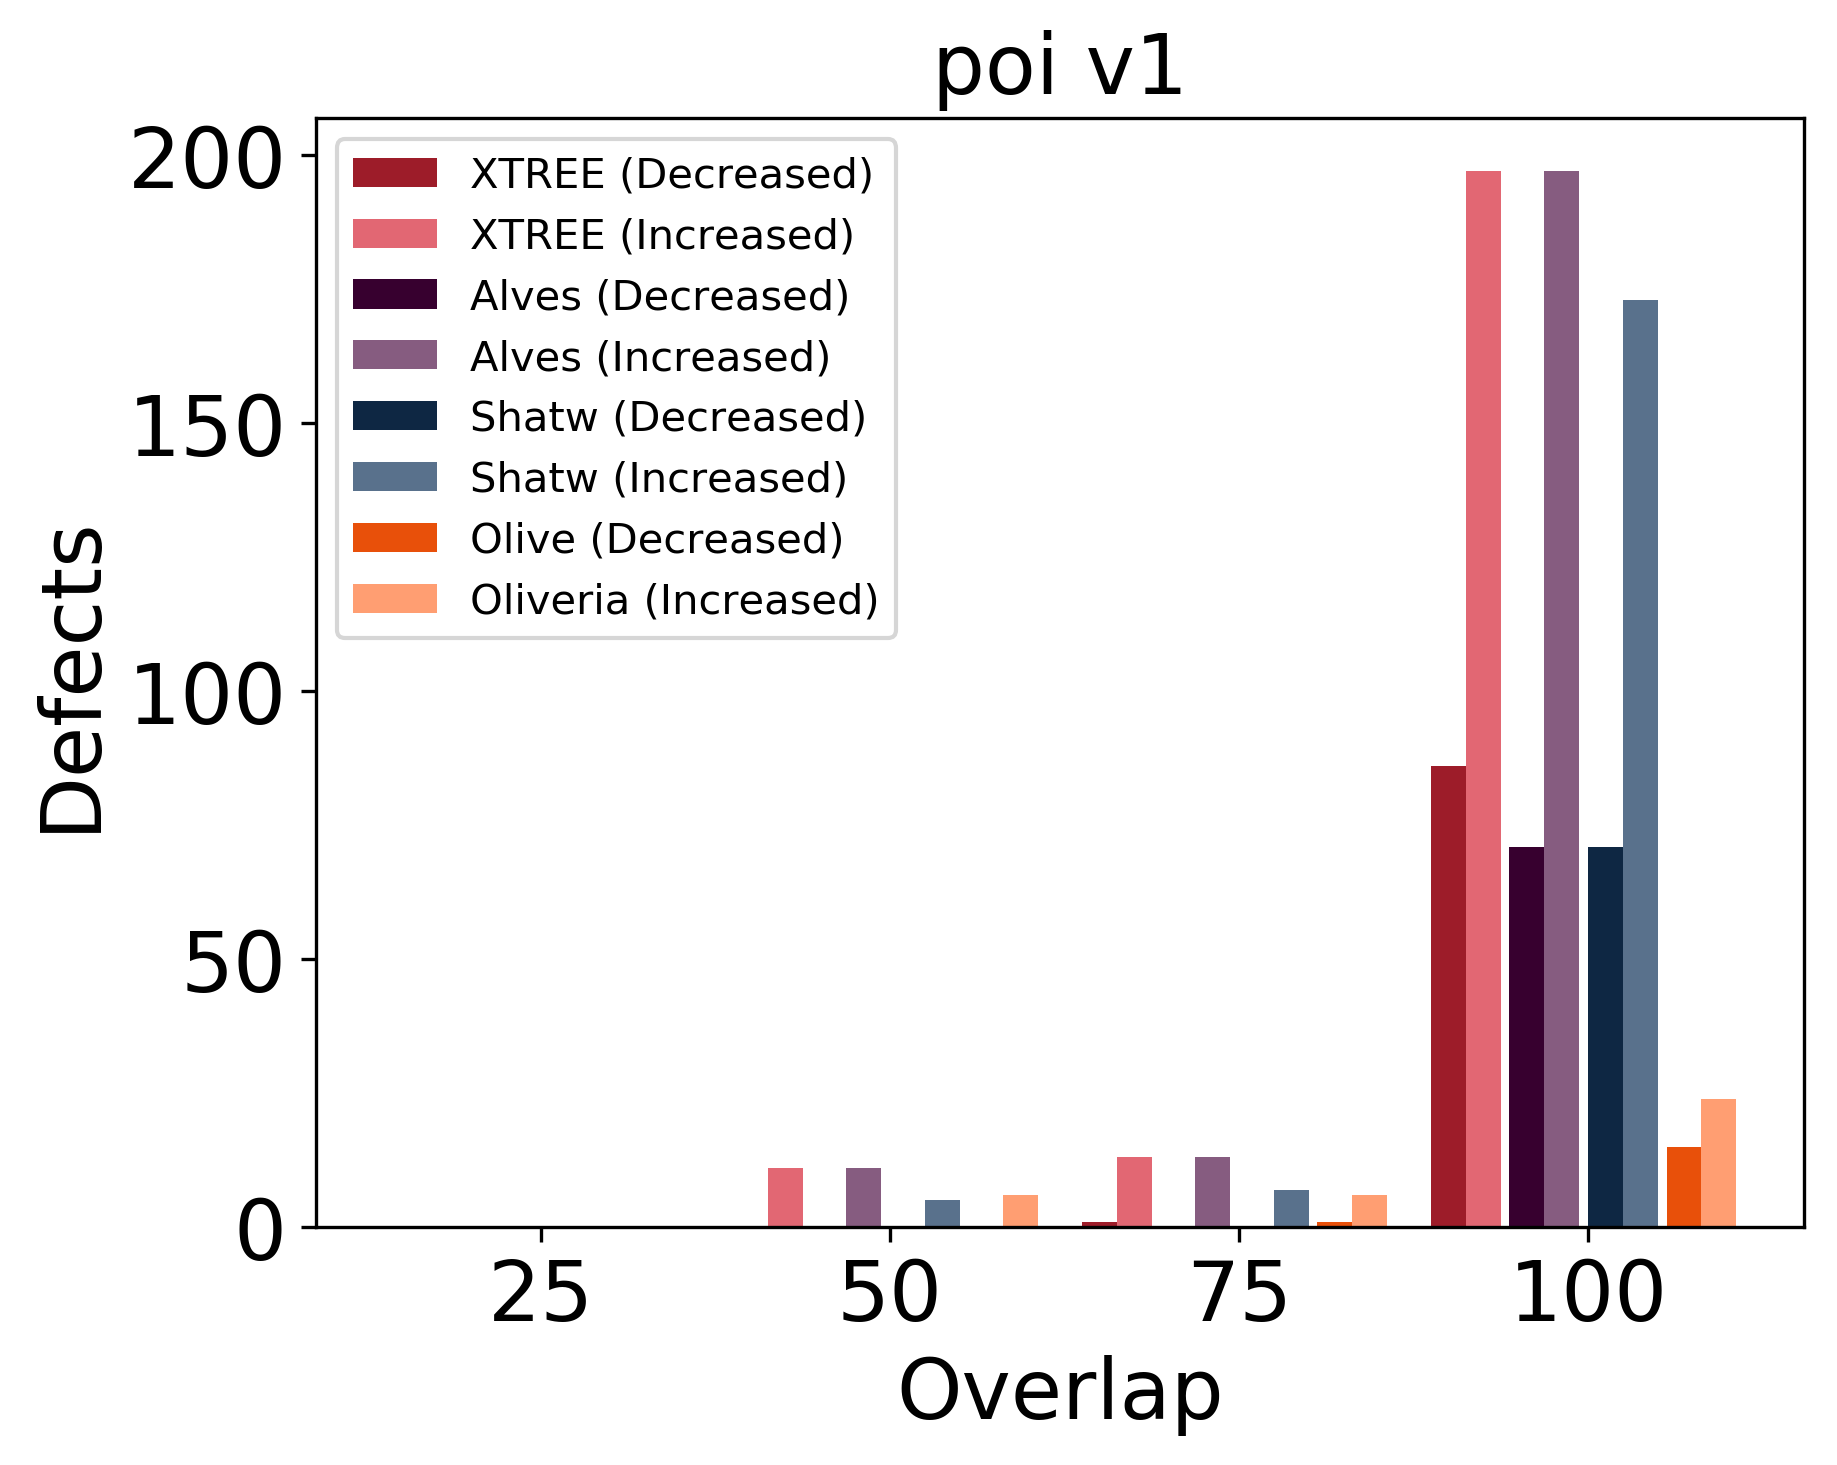 poi v1
200
150
100
50
0
Defects
XTREE (Decreased)
XTREE (Increased)
Alves (Decreased)
Alves (Increased)
Shatw (Decreased)
Shatw (Increased)
Olive (Decreased)
Oliveria (Increased)
25 50 75 100
Overlap